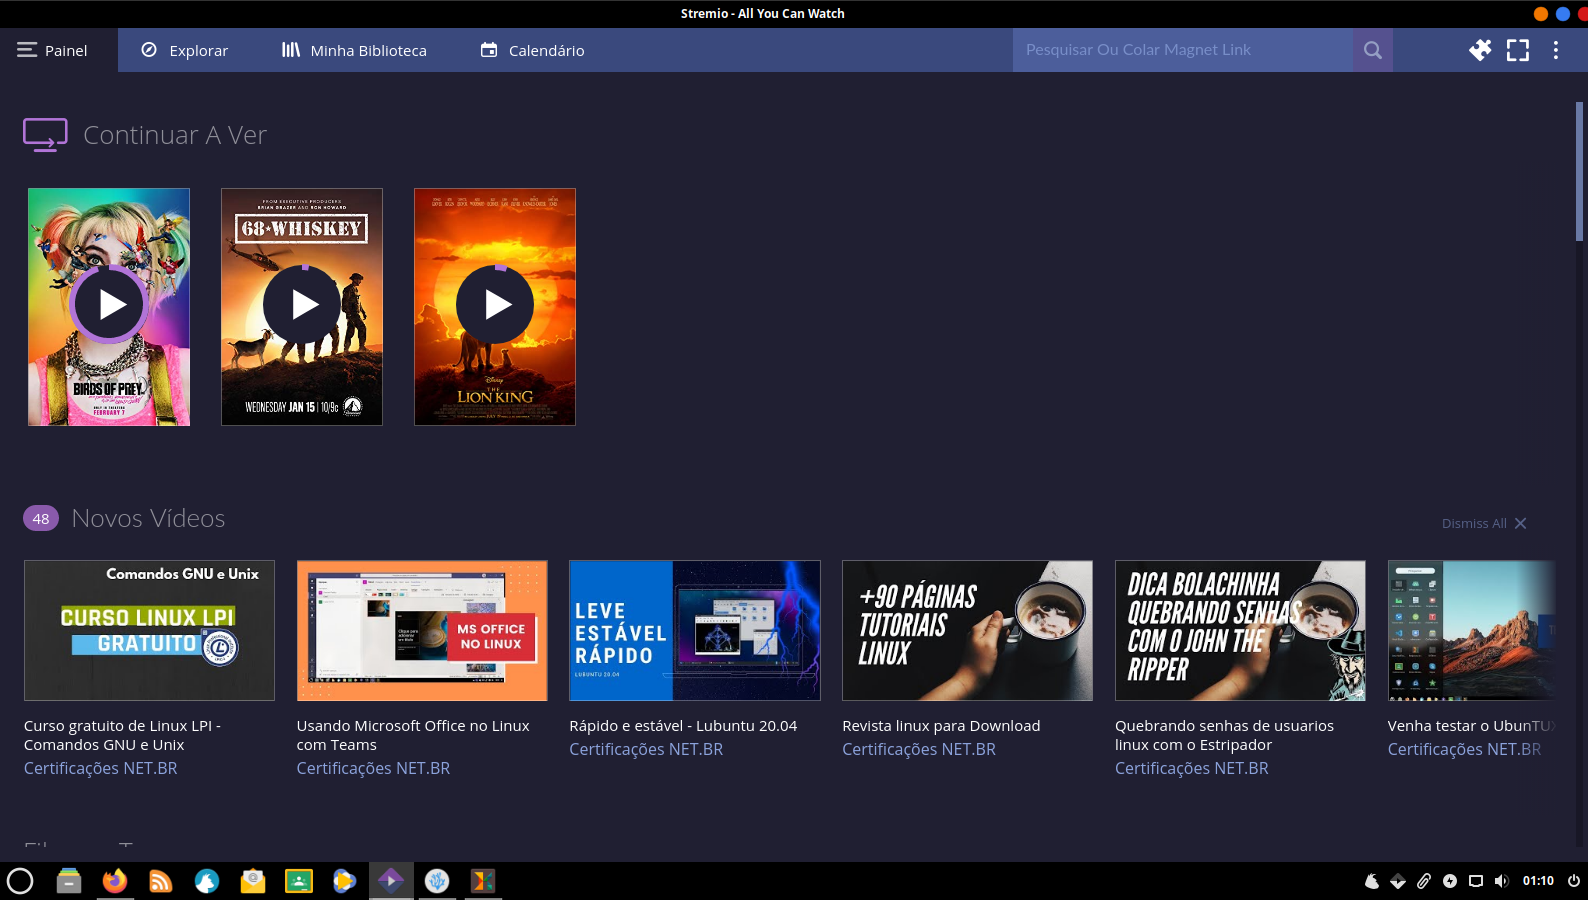 Stremio - All You Can Watch
Painel
Explorar
Minha Biblioteca
Calendário
Pesquisar Ou Colar Magnet Link
Continuar A Ver
BIRDS OF PREY
ONLY IN THEATERS
FEBRUARY 7
FROM EXECUTIVE PRODUCERS
BRIAN GRAZER AND RON HOWARD
68★WHISKEY
WEDNESDAY JAN 15 | 10/9c
Disney
THE
LION KING
48 Novos Vídeos
Dismiss All
Comandos GNU e Unix
CURSO LINUX LPI
GRATUITO
MS OFFICE
NO LINUX
LEVE
ESTÁVEL
RÁPIDO
LUBUNTU 20.04
+90 PÁGINAS
TUTORIAIS
LINUX
DICA BOLACHINHA
QUEBRANDO SENHAS
COM O JOHN THE
RIPPER
Curso gratuito de Linux LPI -
Comandos GNU e Unix
Certificações NET.BR
Usando Microsoft Office no Linux
com Teams
Certificações NET.BR
Rápido e estável - Lubuntu 20.04
Certificações NET.BR
Revista linux para Download
Certificações NET.BR
Quebrando senhas de usuarios
linux com o Estripador
Certificações NET.BR
Venha testar o UbunTUX
Certificações NET.BR
01:10